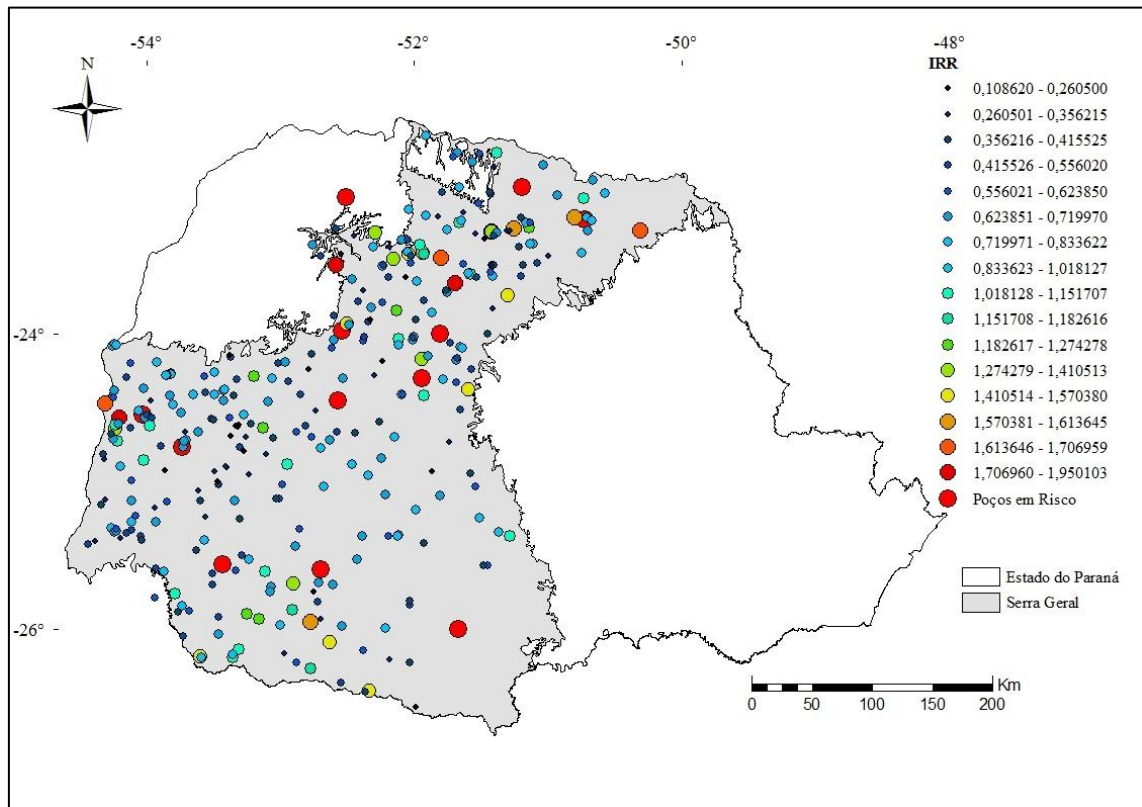 -54° -52° -50° -48°
N
IRR
0,108620 - 0,260500
0,260501 - 0,356215
0,356216 - 0,415525
0,415526 - 0,556020
0,556021 - 0,623850
0,623851 - 0,719970
0,719971 - 0,833622
0,833623 - 1,018127
1,018128 - 1,151707
1,151708 - 1,182616
1,182617 - 1,274278
1,274279 - 1,410513
1,410514 - 1,570380
1,570381 - 1,613645
1,613646 - 1,706959
1,706960 - 1,950103
Poços em Risco
-24°
Estado do Paraná
Serra Geral
-26°
Km
0 50 100 150 200